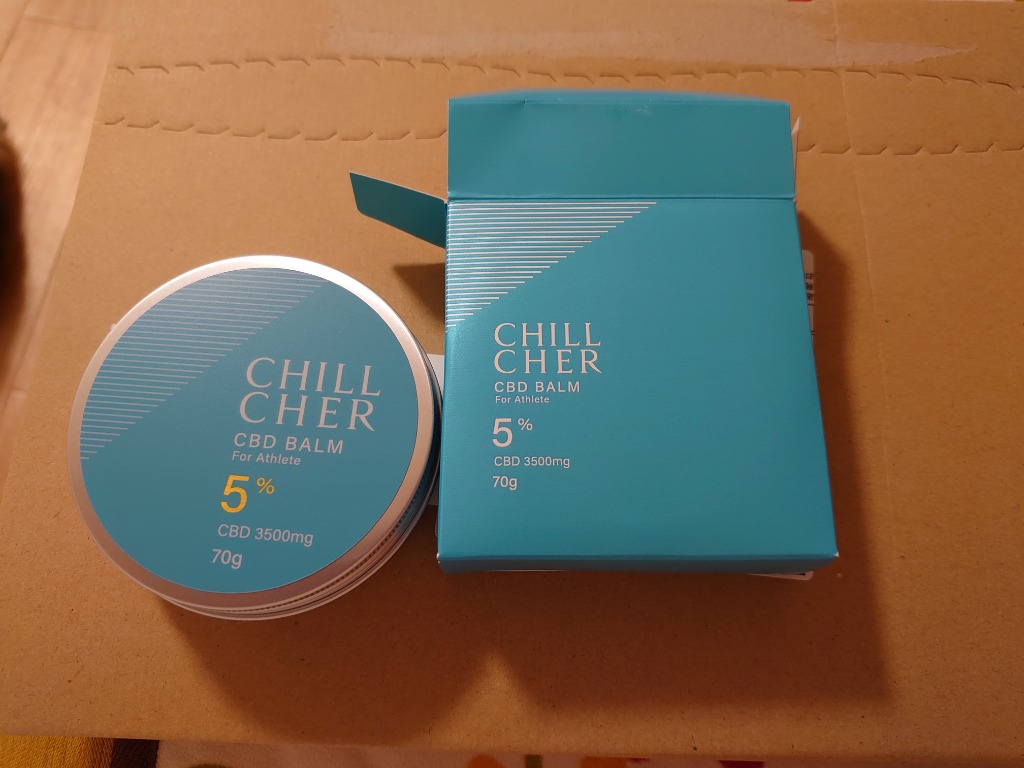 CHILL
CHER
CBD BALM
For Athlete
5%
CBD 3500mg
70g
CHILL
CHER
CBD BALM
For Athlete
5%
CBD 3500mg
70g